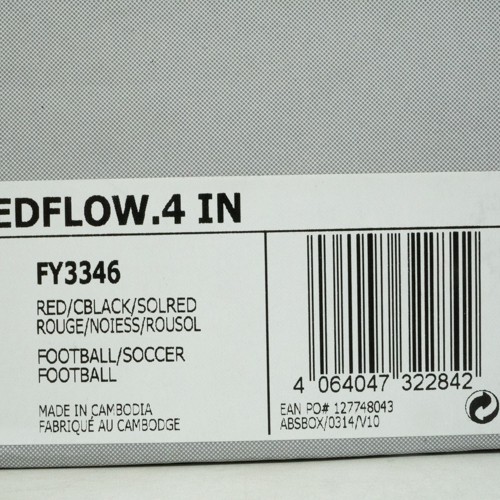 EDFLOW.4 IN
FY3346
RED/CBLACK/SOLRED
ROUGE/NOIESS/ROUSOL
FOOTBALL/SOCCER
FOOTBALL
MADE IN CAMBODIA
FABRIQUÉ AU CAMBODGE
4 064047 322842
EAN PO# 127748043
ABSBOX/0314/V10